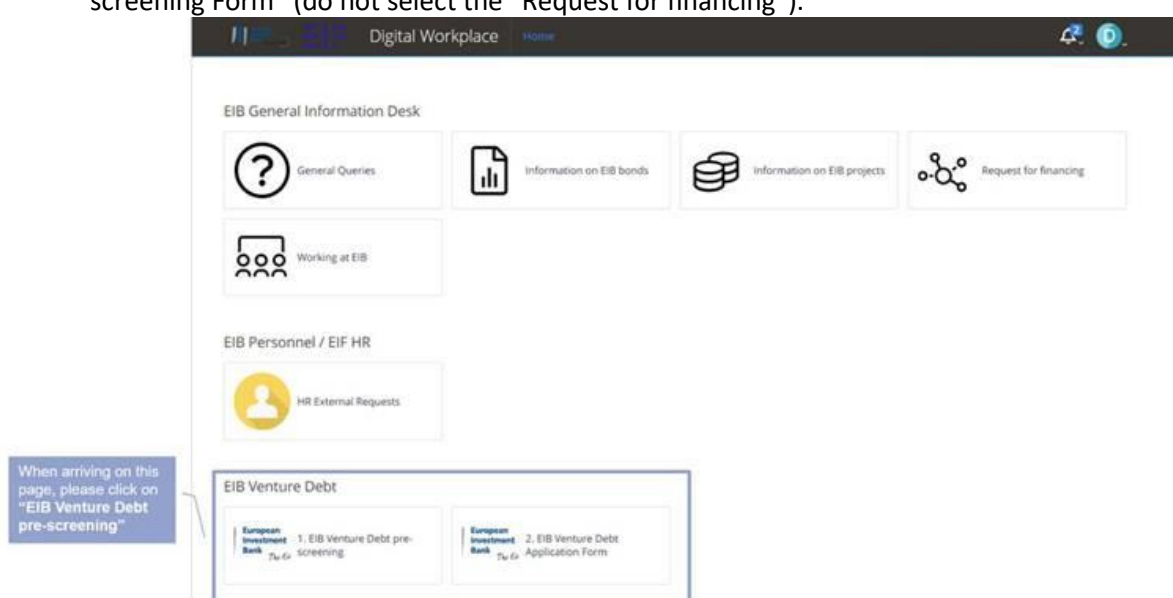 screening Form” (do not select the “Request for financing”).
EIF Digital Workplace Home 2 D
EIB General Information Desk
General Queries
Information on EIB bonds
Information on EIB projects
Request for financing
Working at EIB
EIB Personnel / EIF HR
HR External Requests
When arriving on this
page, please click on
“EIB Venture Debt
pre-screening”
EIB Venture Debt
European
Investment
Bank
1. EIB Venture Debt pre-
screening
European
Investment
Bank
2. EIB Venture Debt
Application Form